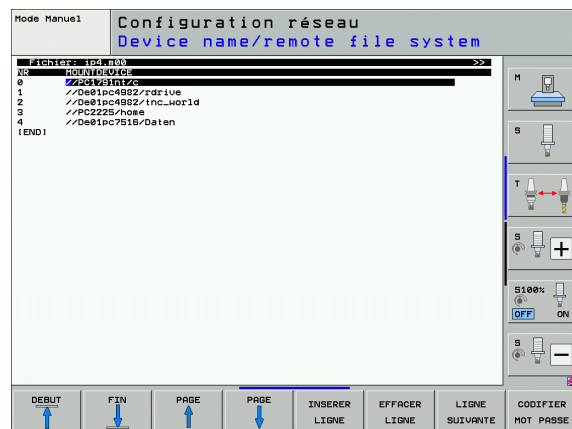 Mode Manuel
Configuration réseau
Device name/remote file system
Fichier: ip4.m00 >>
NR MOUNTDEVICE
0 //PC1791nt/c
1 //De01pc4982/rdrive
2 //De01pc4982/tnc_world
3 //PC2225/home
4 //De01pc7516/Daten
[END]
M
S
T
S
S100%
OFF ON
S
DEBUT
FIN
PAGE
PAGE
INSERER LIGNE
EFFACER LIGNE
LIGNE SUIVANTE
CODIFIER MOT PASSE